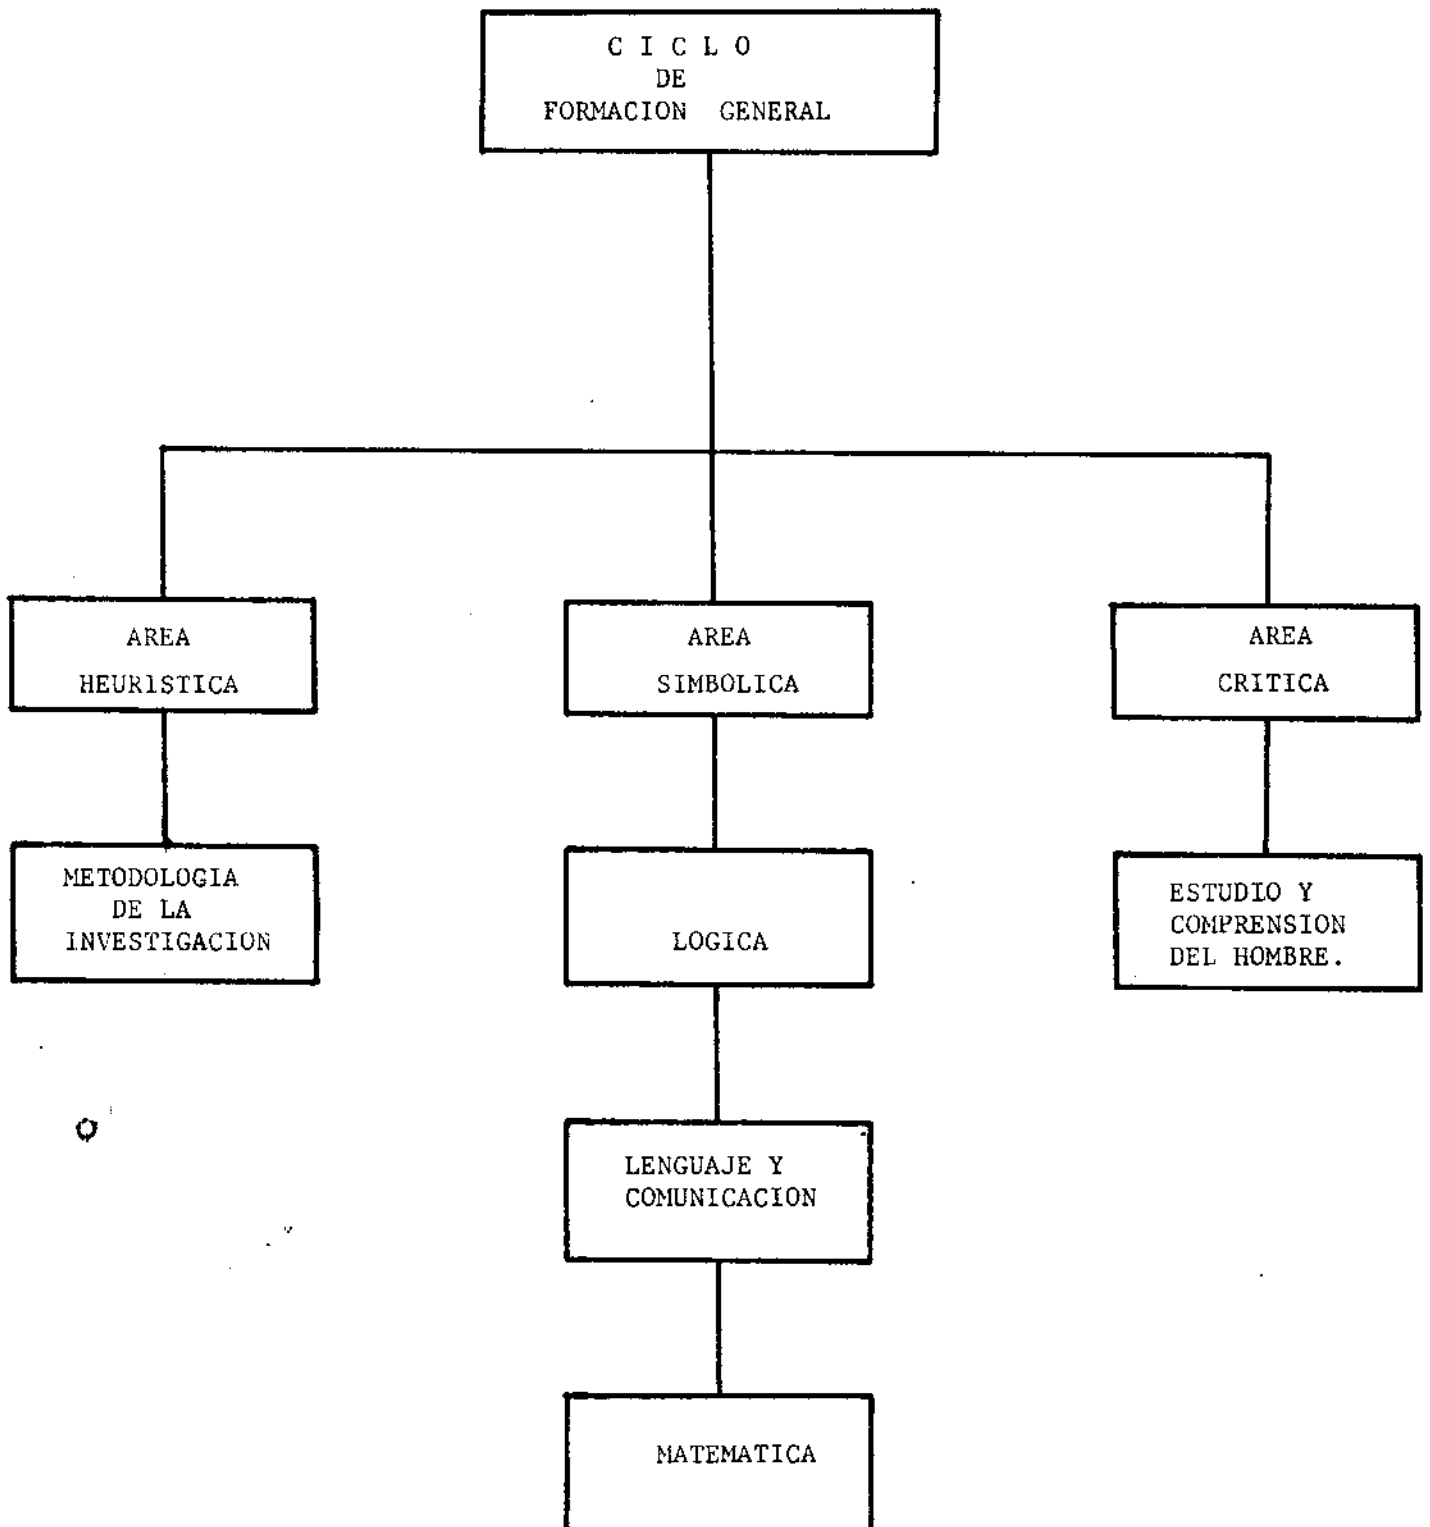 C I C L O
DE
FORMACION GENERAL
AREA
HEURISTICA
AREA
SIMBOLICA
AREA
CRITICA
METODOLOGIA
DE LA
INVESTIGACION
LOGICA
ESTUDIO Y
COMPRENSION
DEL HOMBRE.
LENGUAJE Y
COMUNICACION
MATEMATICA